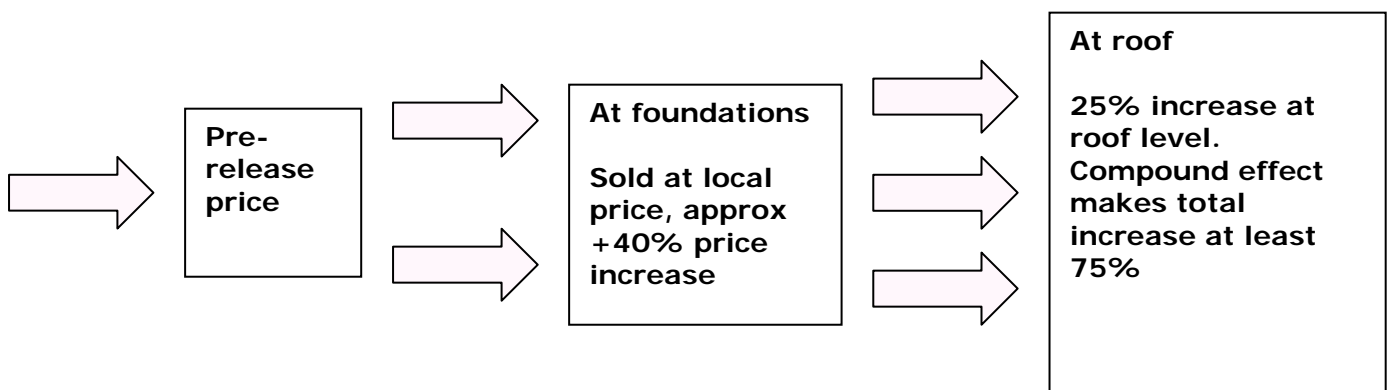 Pre-
release
price
At foundations
Sold at local
price, approx
+40% price
increase
At roof
25% increase at
roof level.
Compound effect
makes total
increase at least
75%